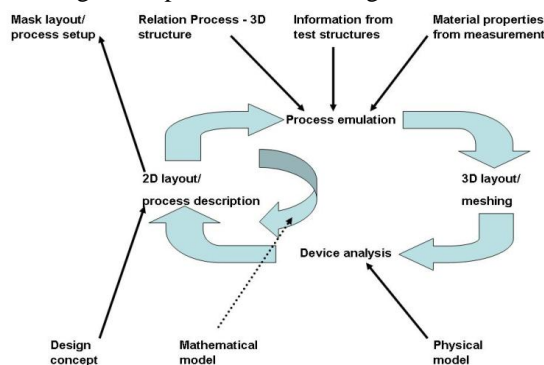 Mask layout/
process setup
Relation Process - 3D
structure
Information from
test structures
Material properties
from measurement
Process emulation
2D layout/
process description
3D layout/
meshing
Device analysis
Design
concept
Mathematical
model
Physical
model